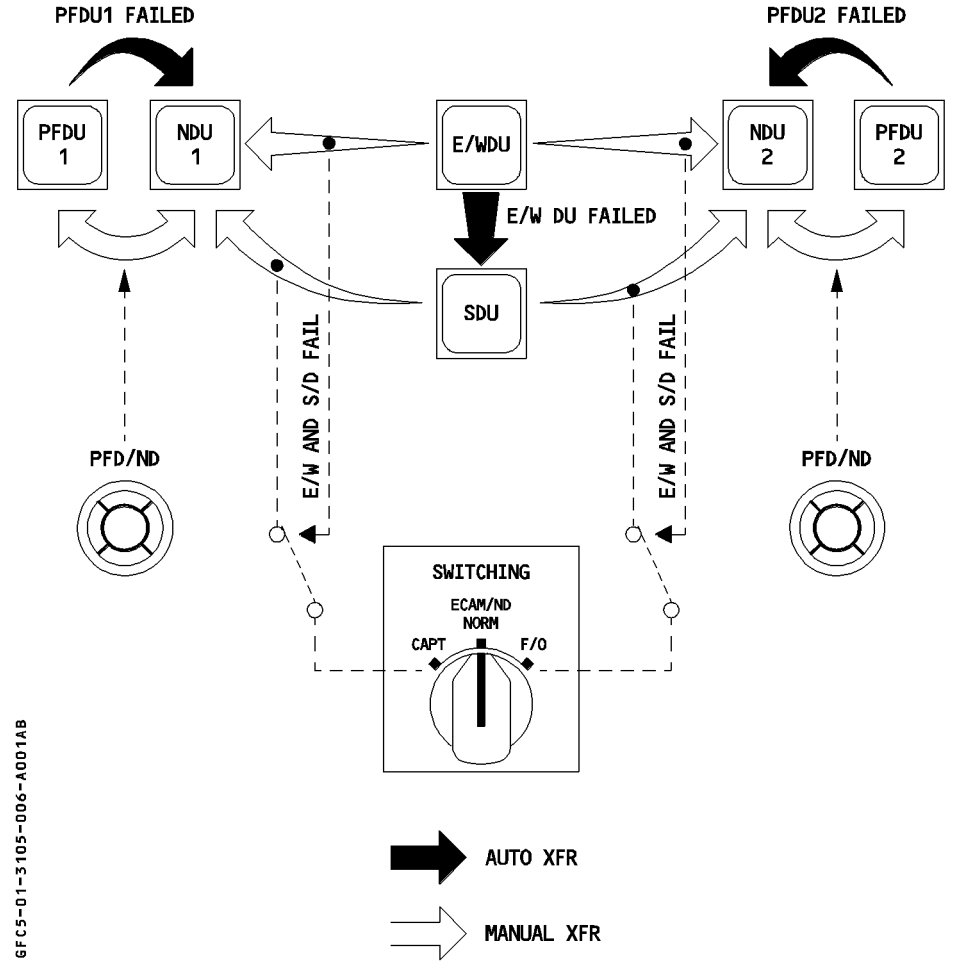 PFDU1 FAILED
PFDU2 FAILED
PFDU
1
NDU
1
E/WDU
NDU
2
PFDU
2
E/W DU FAILED
SDU
E/W AND S/D FAIL
E/W AND S/D FAIL
PFD/ND
PFD/ND
SWITCHING
ECAM/ND
NORM
CAPT
F/O
AUTO XFR
MANUAL XFR
GFC5-01-3105-006-A001AB